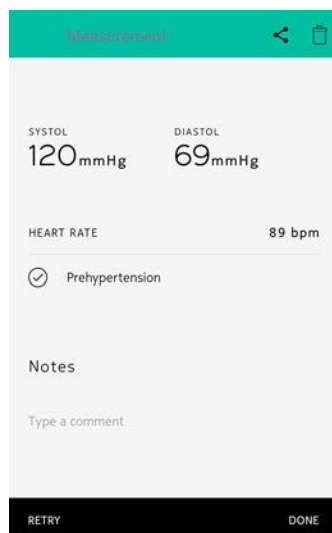 Measurement
SYSTOL DIASTOL
120mmHg 69mmHg
HEART RATE 89 bpm
Prehypertension
Notes
Type a comment
RETRY DONE